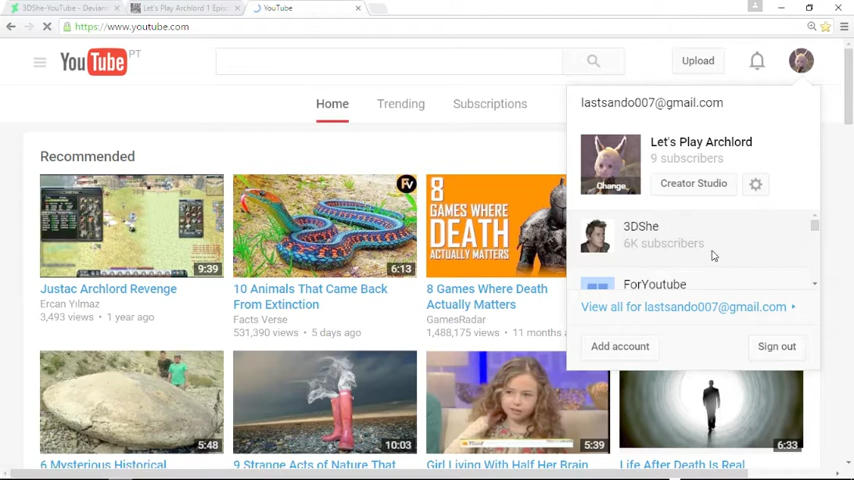 3DShe-YouTube - Deviant
Let's Play Archlord 1 Epis
YouTube
https://www.youtube.com
YouTube PT
Upload
Home
Trending
Subscriptions
lastsando007@gmail.com
Let's Play Archlord
9 subscribers
Change
Creator Studio
3DShe
6K subscribers
ForYoutube
View all for lastsando007@gmail.com
Add account
Sign out
Recommended
9:39
FV
6:13
8
GAMES WHERE
DEATH
ACTUALLY MATTERS
Justac Archlord Revenge
Ercan Yılmaz
3,493 views • 1 year ago
10 Animals That Came Back
From Extinction
Facts Verse
531,390 views • 5 days ago
8 Games Where Death
Actually Matters
GamesRadar
1,488,175 views • 11 months a
5:48
10:03
5:39
6:33
6 Mysterious Historical
9 Strange Acts of Nature That
Girl Living With Half Her Brain
Life After Death Is Real